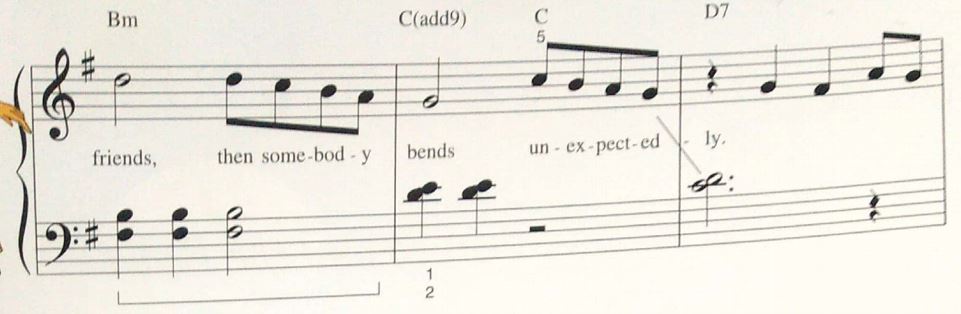 Bm C(add9) C D7
5
friends, then some-bod-y bends un-ex-pect-ed - ly.
1
2